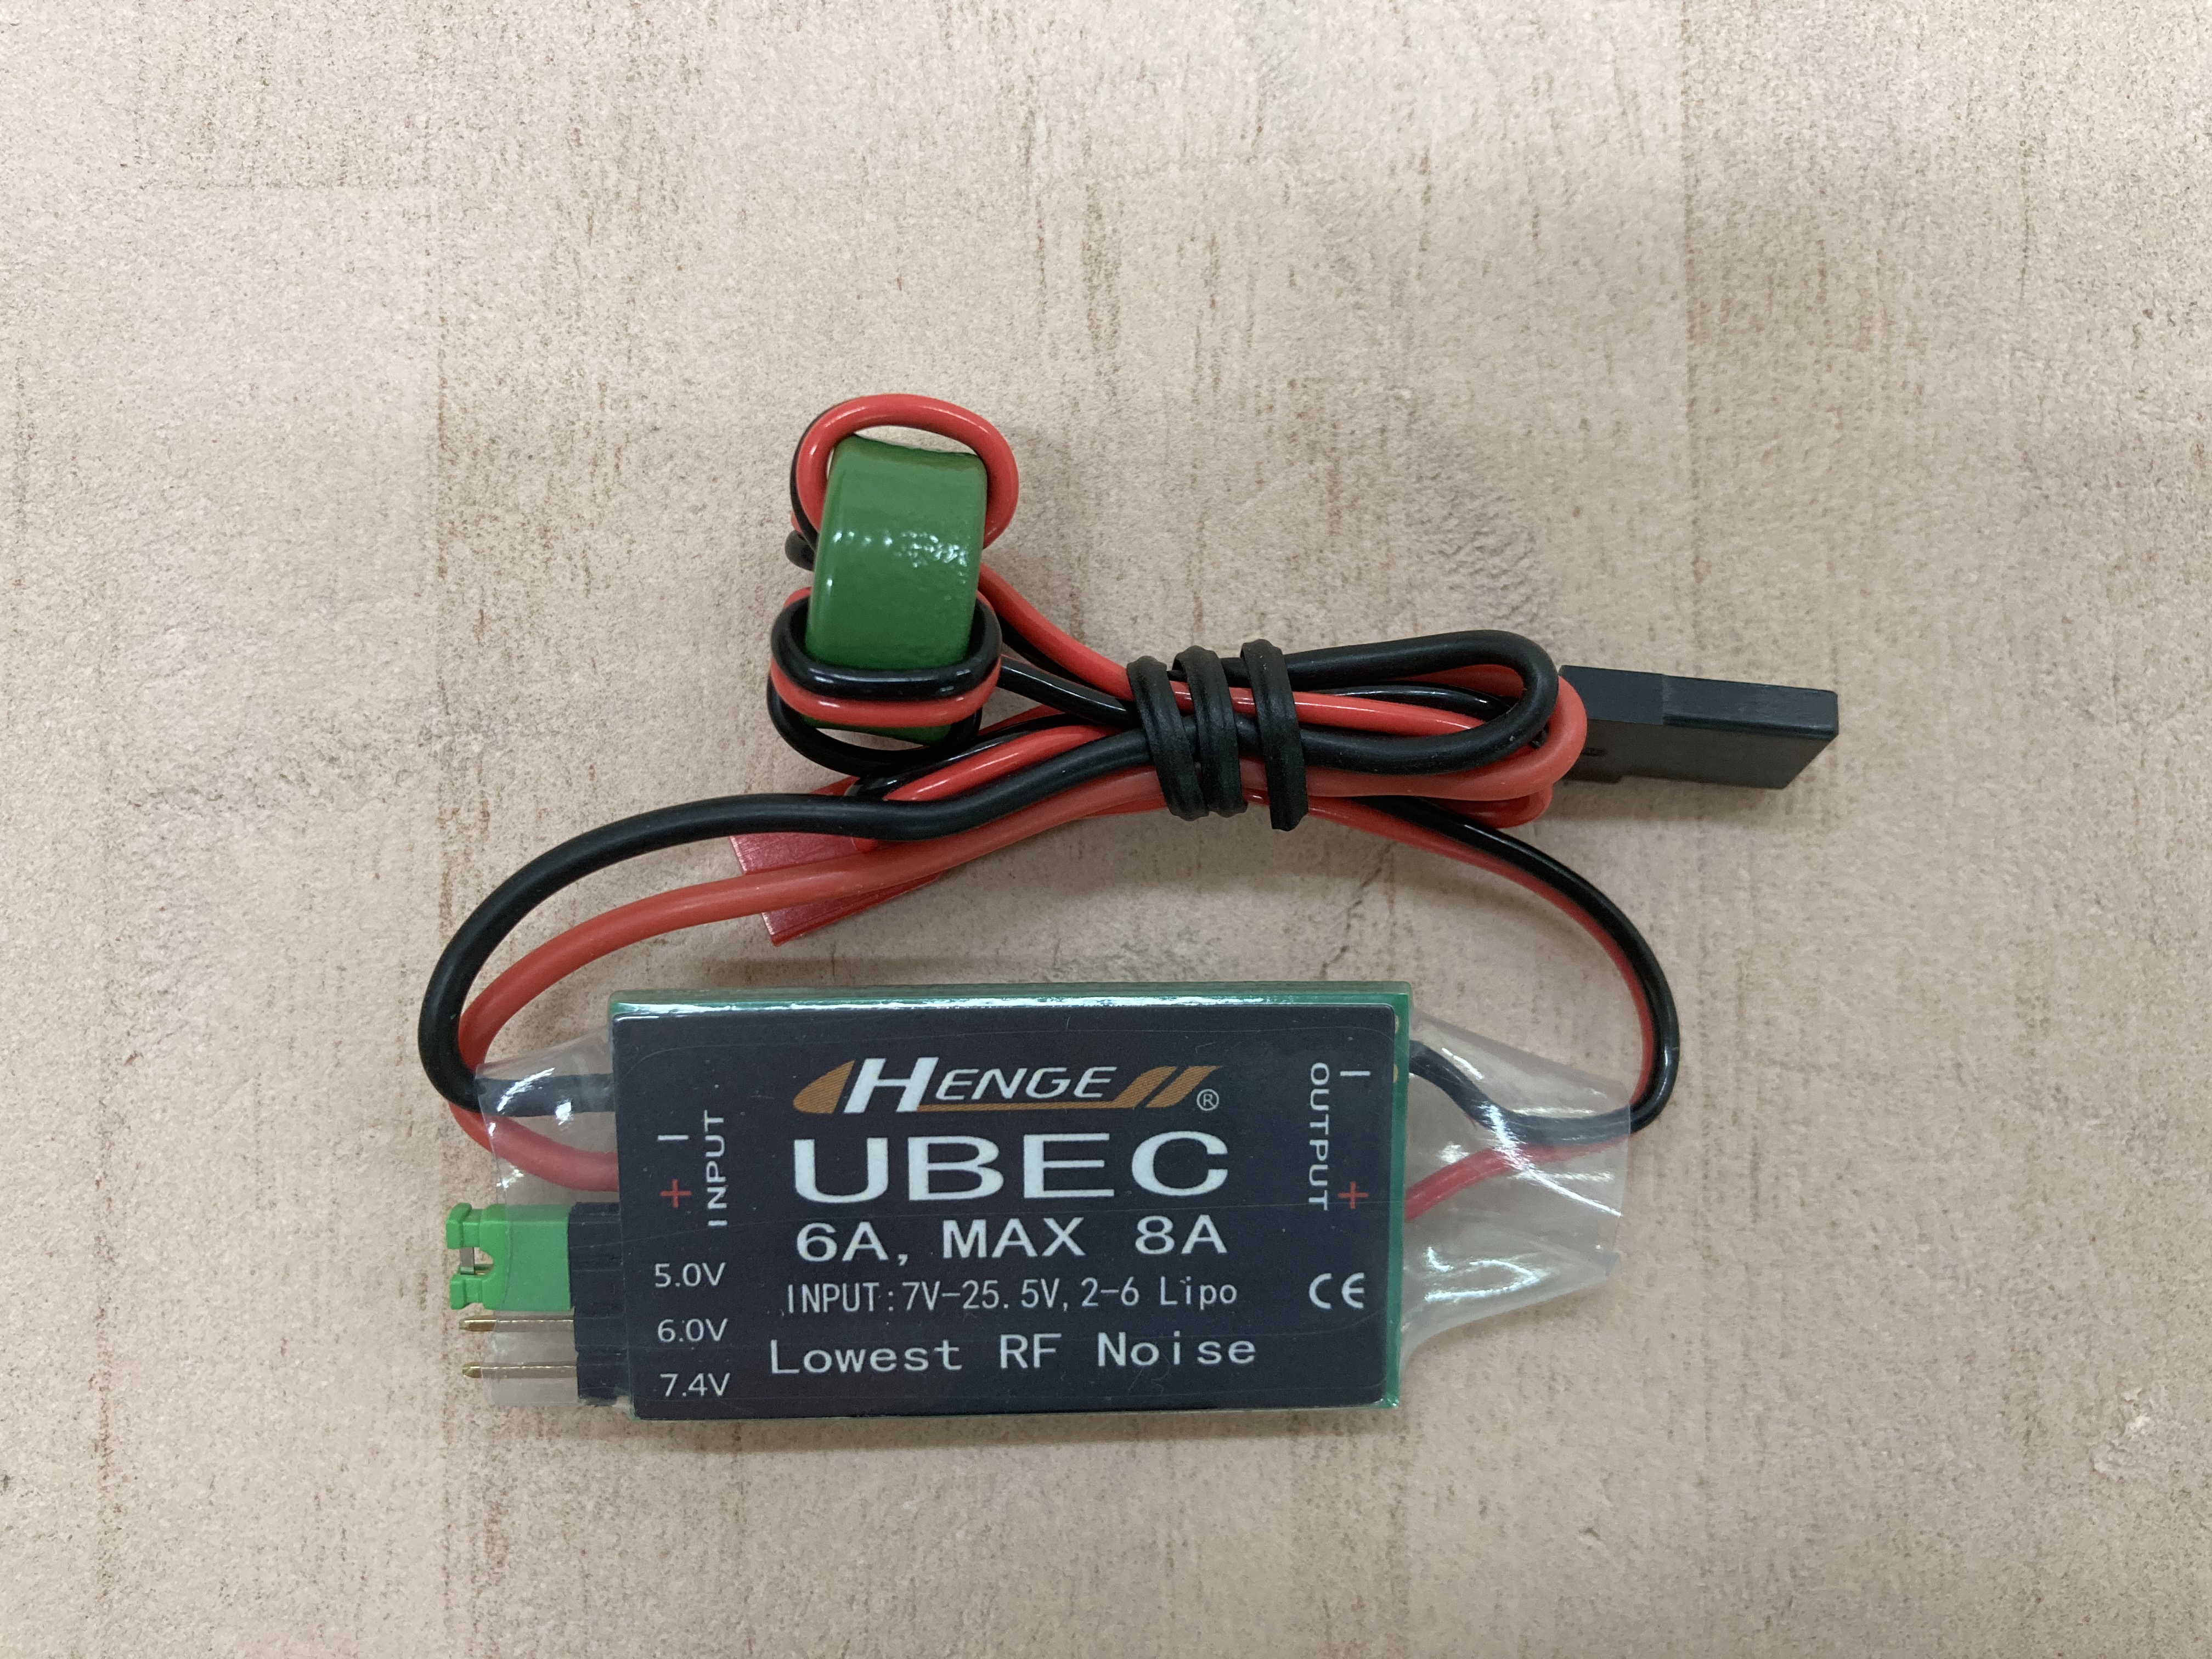 HENGE ®
UBEC
6A, MAX 8A
INPUT:7V-25.5V,2-6 Lipo
Lowest RF Noise
− +
INPUT
5.0V
6.0V
7.4V
− +
OUTPUT
CE